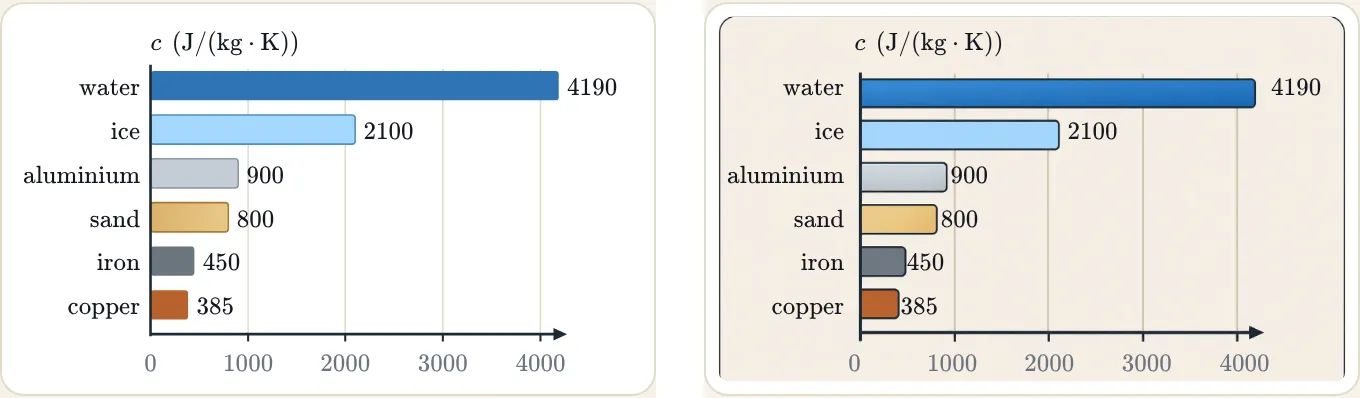 c (J/(kg · K))
water 4190
ice 2100
aluminium 900
sand 800
iron 450
copper 385
0 1000 2000 3000 4000
c (J/(kg · K))
water 4190
ice 2100
aluminium 900
sand 800
iron 450
copper 385
0 1000 2000 3000 4000